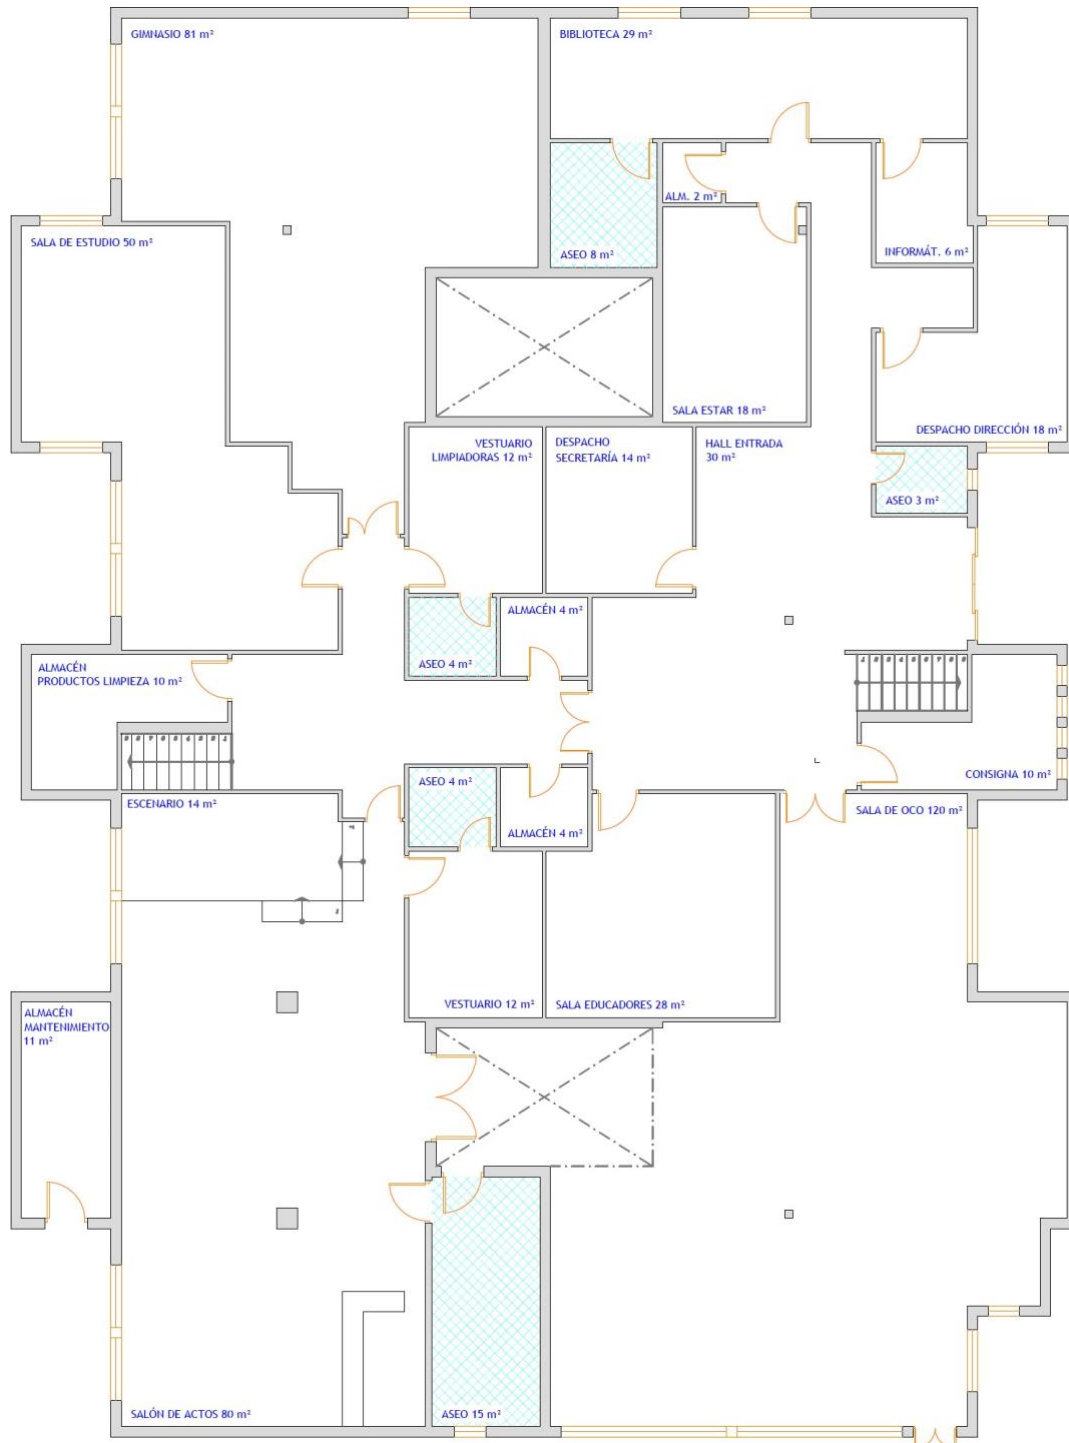 GIMNASIO 81 m²
BIBLIOTECA 29 m²
ALM. 2 m²
SALA DE ESTUDIO 50 m²
ASEO 8 m²
INFORMÁT. 6 m²
SALA ESTAR 18 m²
DESPACHO DIRECCIÓN 18 m²
VESTUARIO
LIMPIADORAS 12 m²
DESPACHO
SECRETARÍA 14 m²
HALL ENTRADA
30 m²
ASEO 3 m²
ALMACÉN 4 m²
ASEO 4 m²
ALMACÉN
PRODUCTOS LIMPIEZA 10 m²
CONSIGNA 10 m²
ASEO 4 m²
ESCENARIO 14 m²
SALA DE OCO 120 m²
ALMACÉN 4 m²
VESTUARIO 12 m²
SALA EDUCADORES 28 m²
ALMACÉN
MANTENIMIENTO
11 m²
SALÓN DE ACTOS 80 m²
ASEO 15 m²